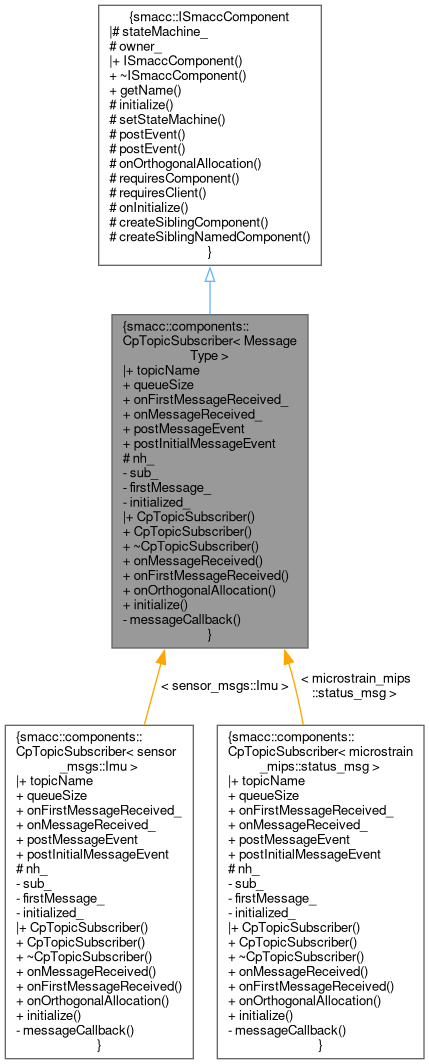 {smacc::ISmaccComponent
|# stateMachine_
# owner_
|+ ISmaccComponent()
+ ~ISmaccComponent()
+ getName()
# initialize()
# setStateMachine()
# postEvent()
# postEvent()
# onOrthogonalAllocation()
# requiresComponent()
# requiresClient()
# onInitialize()
# createSiblingComponent()
# createSiblingNamedComponent()
}
{smacc::components::
CpTopicSubscriber< Message
Type >
|+ topicName
+ queueSize
+ onFirstMessageReceived_
+ onMessageReceived_
+ postMessageEvent
+ postInitialMessageEvent
# nh_
- sub_
- firstMessage_
- initialized_
|+ CpTopicSubscriber()
+ CpTopicSubscriber()
+ ~CpTopicSubscriber()
+ onMessageReceived()
+ onFirstMessageReceived()
+ onOrthogonalAllocation()
+ initialize()
- messageCallback()
}
< sensor_msgs::Imu >
< microstrain_mips
::status_msg >
{smacc::components::
CpTopicSubscriber< sensor
_msgs::Imu >
|+ topicName
+ queueSize
+ onFirstMessageReceived_
+ onMessageReceived_
+ postMessageEvent
+ postInitialMessageEvent
# nh_
- sub_
- firstMessage_
- initialized_
|+ CpTopicSubscriber()
+ CpTopicSubscriber()
+ ~CpTopicSubscriber()
+ onMessageReceived()
+ onFirstMessageReceived()
+ onOrthogonalAllocation()
+ initialize()
- messageCallback()
}
{smacc::components::
CpTopicSubscriber< microstrain
_mips::status_msg >
|+ topicName
+ queueSize
+ onFirstMessageReceived_
+ onMessageReceived_
+ postMessageEvent
+ postInitialMessageEvent
# nh_
- sub_
- firstMessage_
- initialized_
|+ CpTopicSubscriber()
+ CpTopicSubscriber()
+ ~CpTopicSubscriber()
+ onMessageReceived()
+ onFirstMessageReceived()
+ onOrthogonalAllocation()
+ initialize()
- messageCallback()
}